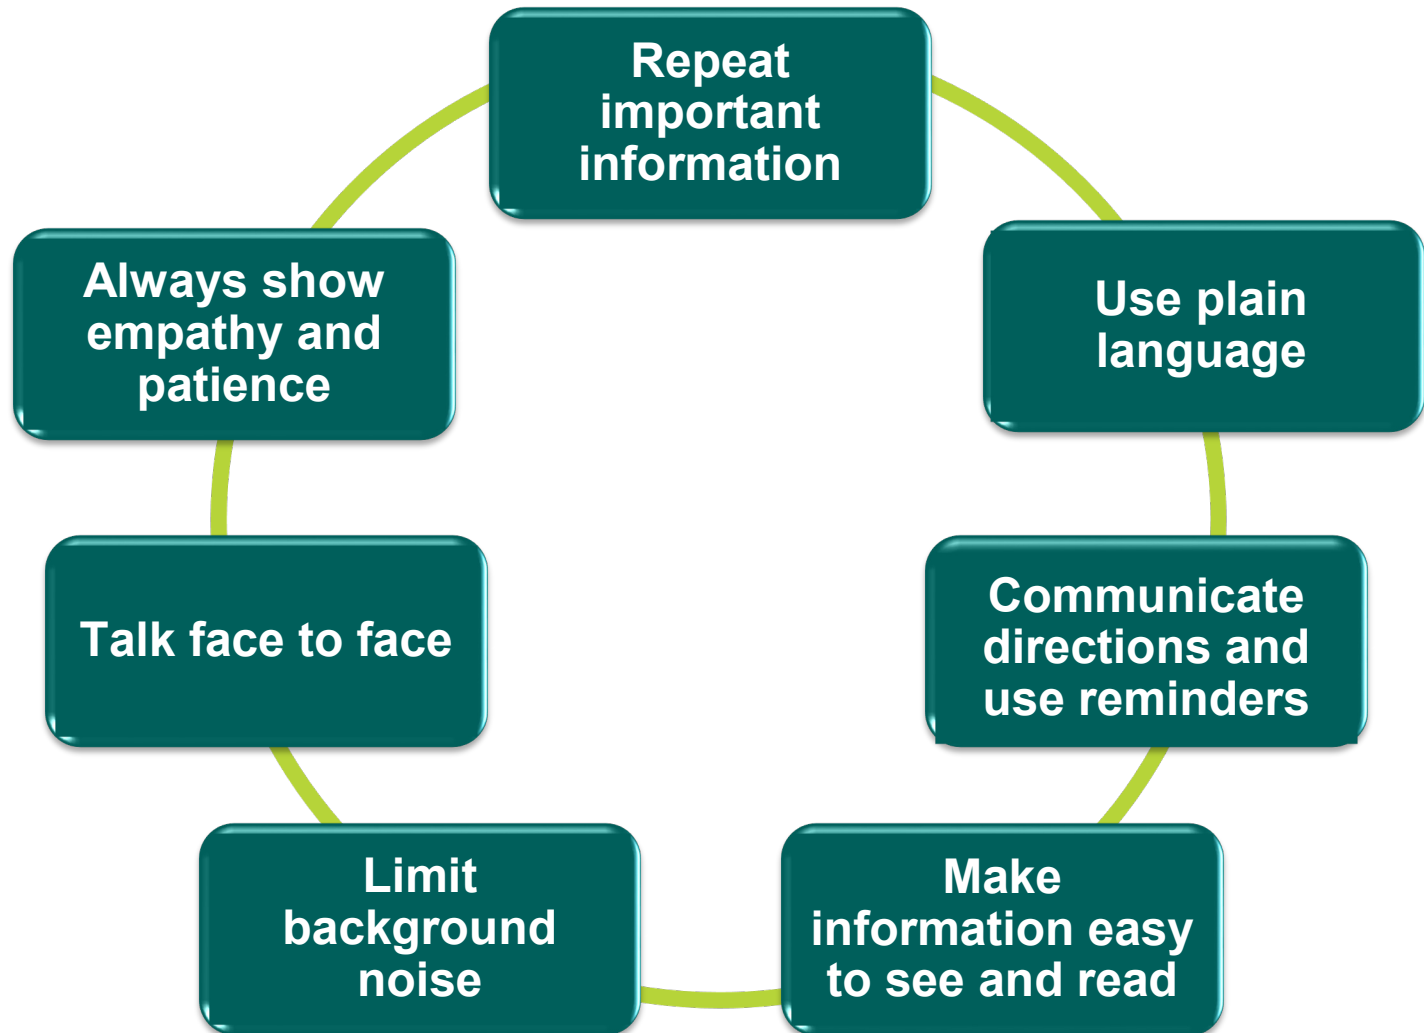 Repeat
important
information
Use plain
language
Communicate
directions and
use reminders
Make
information easy
to see and read
Limit
background
noise
Talk face to face
Always show
empathy and
patience